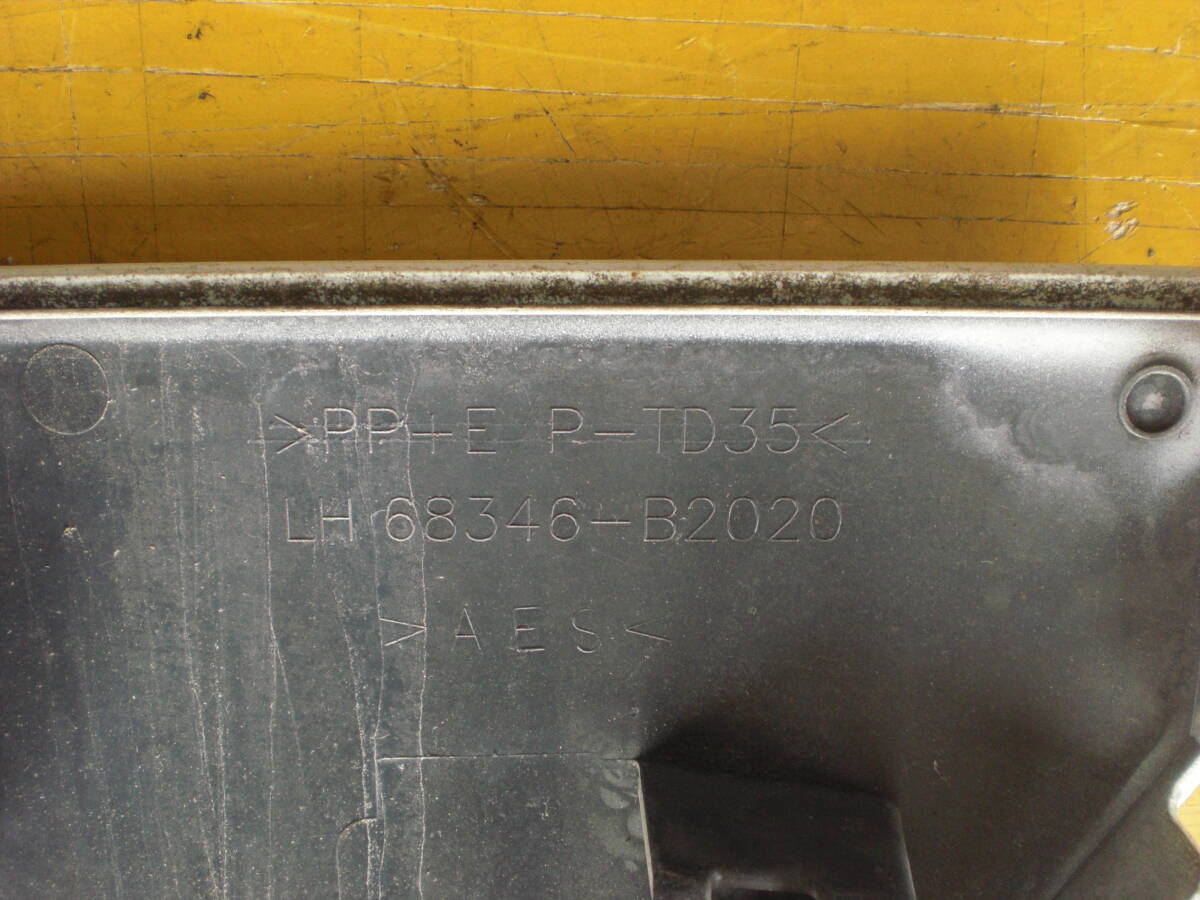 >PP+E P-TD35<
LH 68346-B2020
>AES<